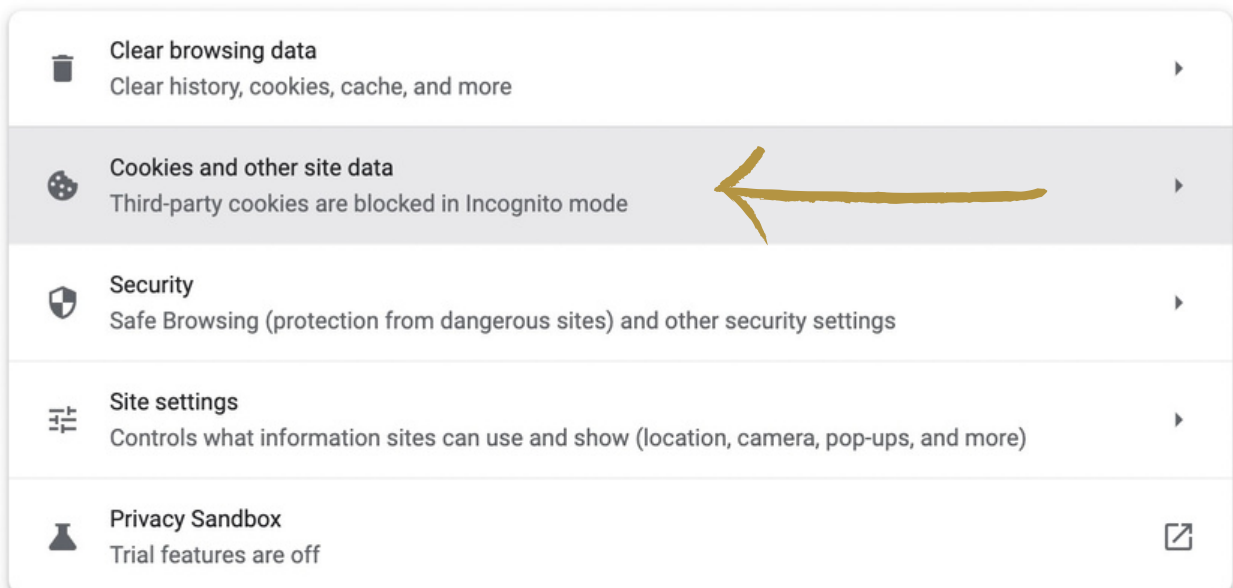 Clear browsing data
Clear history, cookies, cache, and more
Cookies and other site data
Third-party cookies are blocked in Incognito mode
Security
Safe Browsing (protection from dangerous sites) and other security settings
Site settings
Controls what information sites can use and show (location, camera, pop-ups, and more)
Privacy Sandbox
Trial features are off